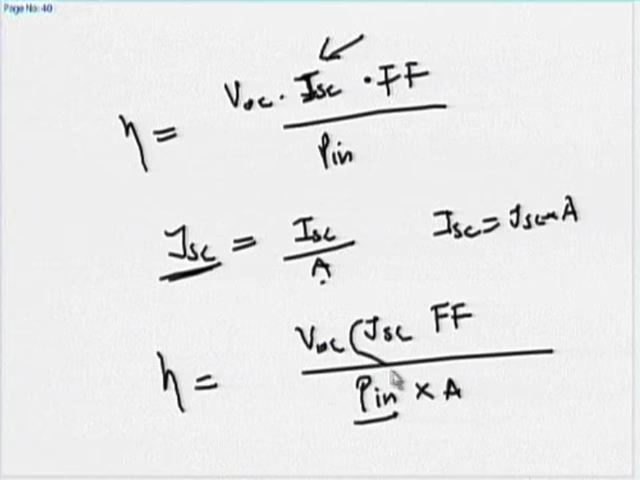 Page No: 40
η = Voc . Isc . FF / Pin
Jsc = Isc / A    Isc = Jsc × A
η = Voc (Jsc FF / Pin × A